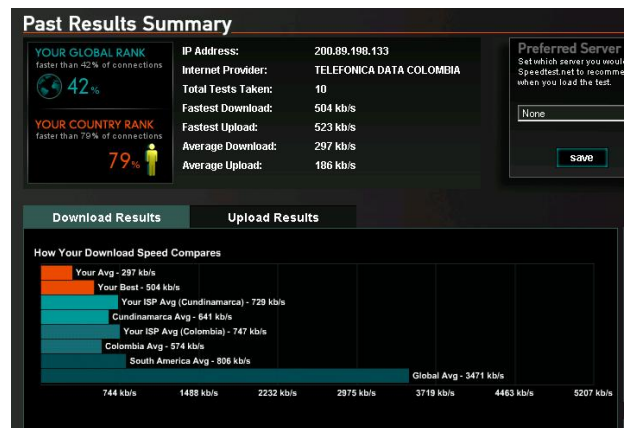 Past Results Summary
YOUR GLOBAL RANK
faster than 42% of connections
42%
YOUR COUNTRY RANK
faster than 79% of connections
79%
IP Address: 200.89.198.133
Internet Provider: TELEFONICA DATA COLOMBIA
Total Tests Taken: 10
Fastest Download: 504 kb/s
Fastest Upload: 523 kb/s
Average Download: 297 kb/s
Average Upload: 186 kb/s
Preferred Server
Set which server you would
Speedtest.net to recomme
when you load the test.
None
save
Download Results
Upload Results
How Your Download Speed Compares
Your Avg - 297 kb/s
Your Best - 504 kb/s
Your ISP Avg (Cundinamarca) - 729 kb/s
Cundinamarca Avg - 641 kb/s
Your ISP Avg (Colombia) - 747 kb/s
Colombia Avg - 574 kb/s
South America Avg - 806 kb/s
Global Avg - 3471 kb/s
744 kb/s 1488 kb/s 2232 kb/s 2975 kb/s 3719 kb/s 4463 kb/s 5207 kb/s